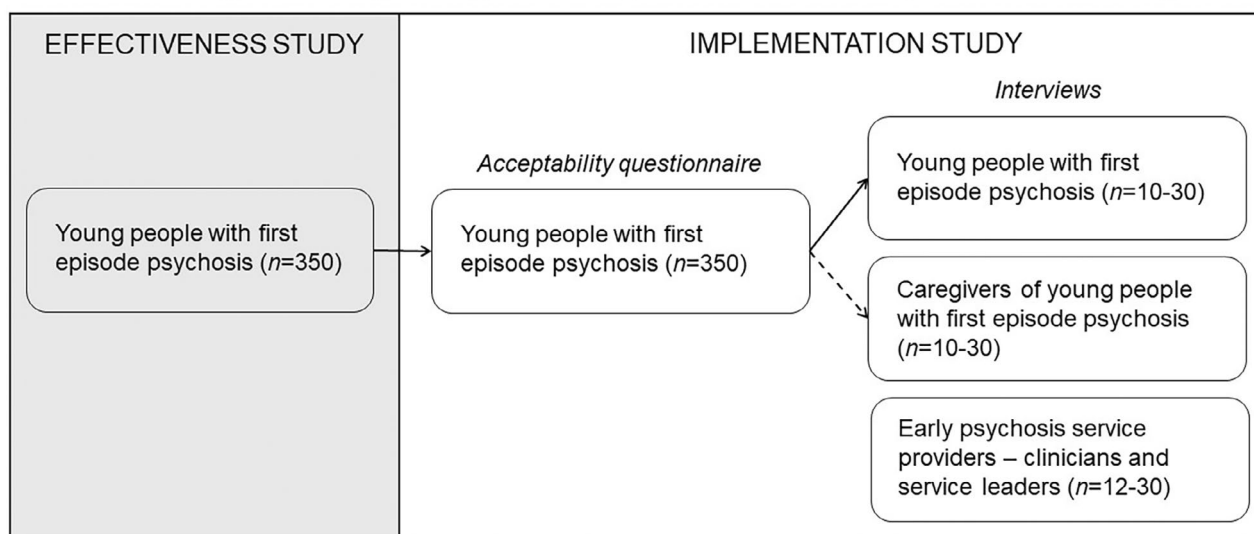 EFFECTIVENESS STUDY
IMPLEMENTATION STUDY
Interviews
Acceptability questionnaire
Young people with first
episode psychosis (n=350)
Young people with first
episode psychosis (n=350)
Young people with first
episode psychosis (n=10-30)
Caregivers of young people
with first episode psychosis
(n=10-30)
Early psychosis service
providers – clinicians and
service leaders (n=12-30)